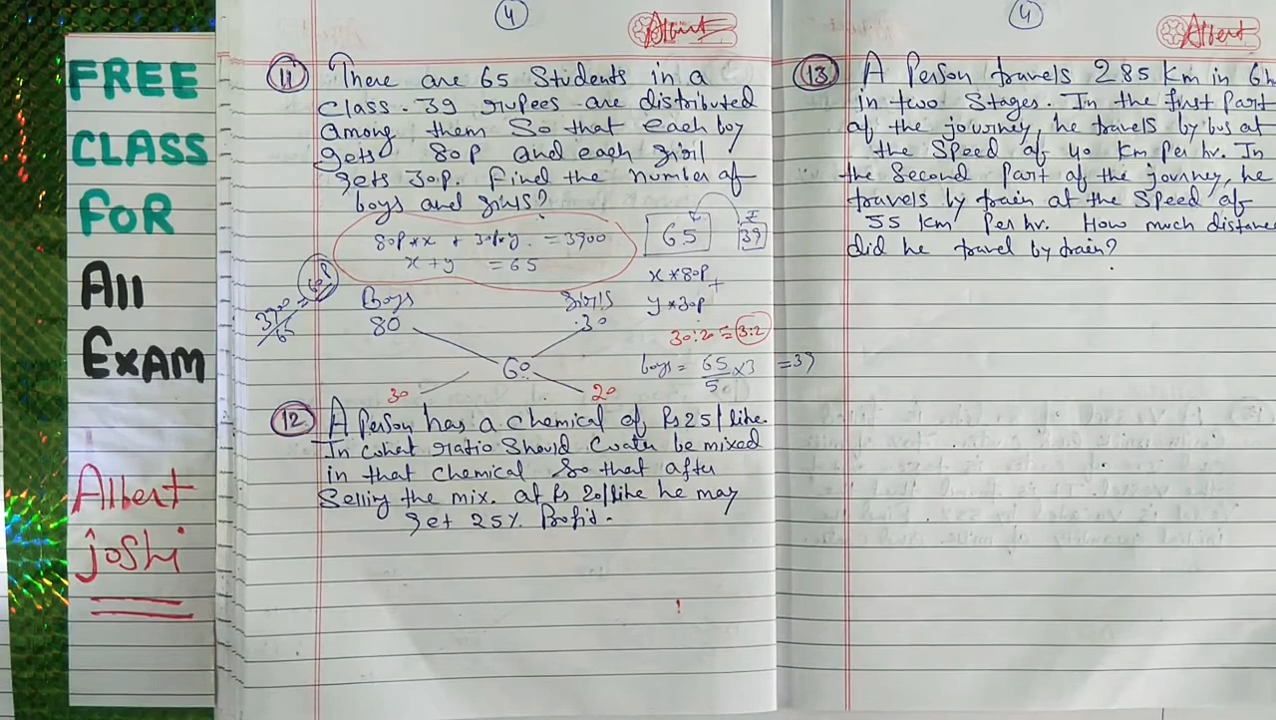 FREE
CLASS
FOR
All
EXAM
Albert
joshi
4
Albert
11 There are 65 Students in a
Class. 39 rupees are distributed
among them So that each boy
gets 80P and each girl
gets 30p. Find the number of
boys and girls?
80p*x + 30p*y. = 3900
x+y = 65
65
39
x*80p+
y*30p
3900
65
60
Boys
80
girls
30
60
30
20
30:20 = 3:2
boys = 65/5 x3 = 39
12. A Person has a chemical of Rs 25/litre.
In what ratio Should water be mixed
in that chemical So that after
Selling the mix. at Rs 20/litre he may
get 25% Profit.
!
4
Albert
13 A Person travels 285 Km in 6h
in two Stages. In the first Part
of the journey, he travels by bus at
the Speed of 40 Km Per hr. In
the Second Part of the journey, he
travels by train at the Speed of
55 Km Per hr. How much distance
did he travel by train?